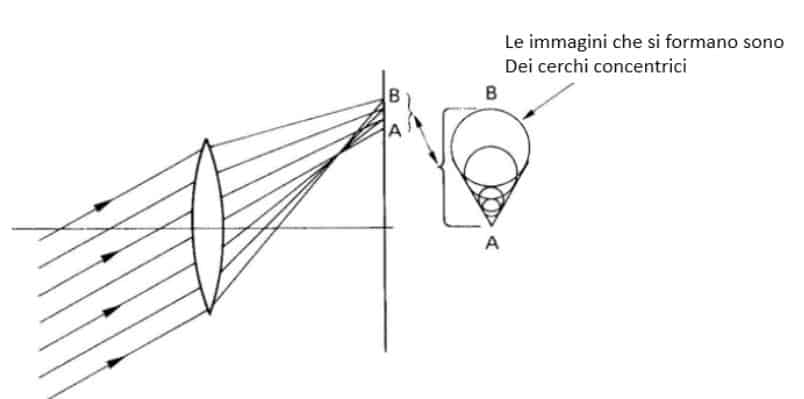 Le immagini che si formano sono
Dei cerchi concentrici
B
A
B
A